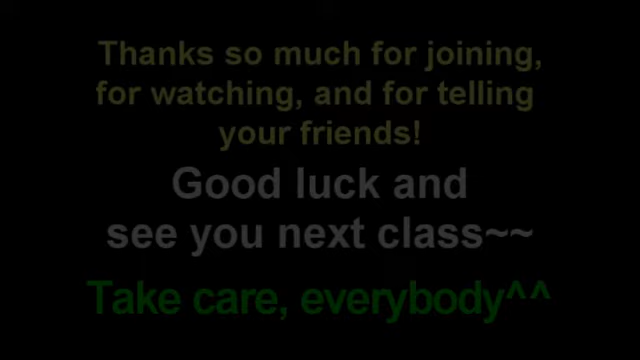 Thanks so much for joining,
for watching, and for telling
your friends!
Good luck and
see you next class~~
Take care, everybody^^